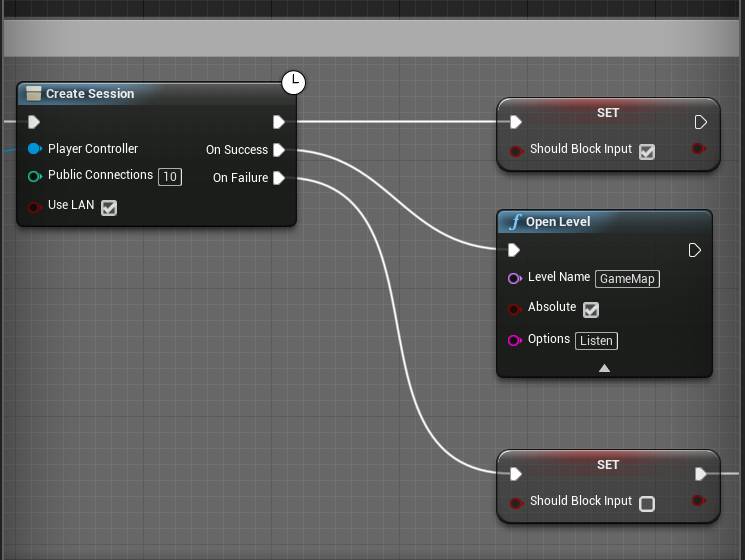 Create Session
Player Controller
Public Connections 10
Use LAN
On Success
On Failure
SET
Should Block Input
f Open Level
Level Name GameMap
Absolute
Options Listen
SET
Should Block Input